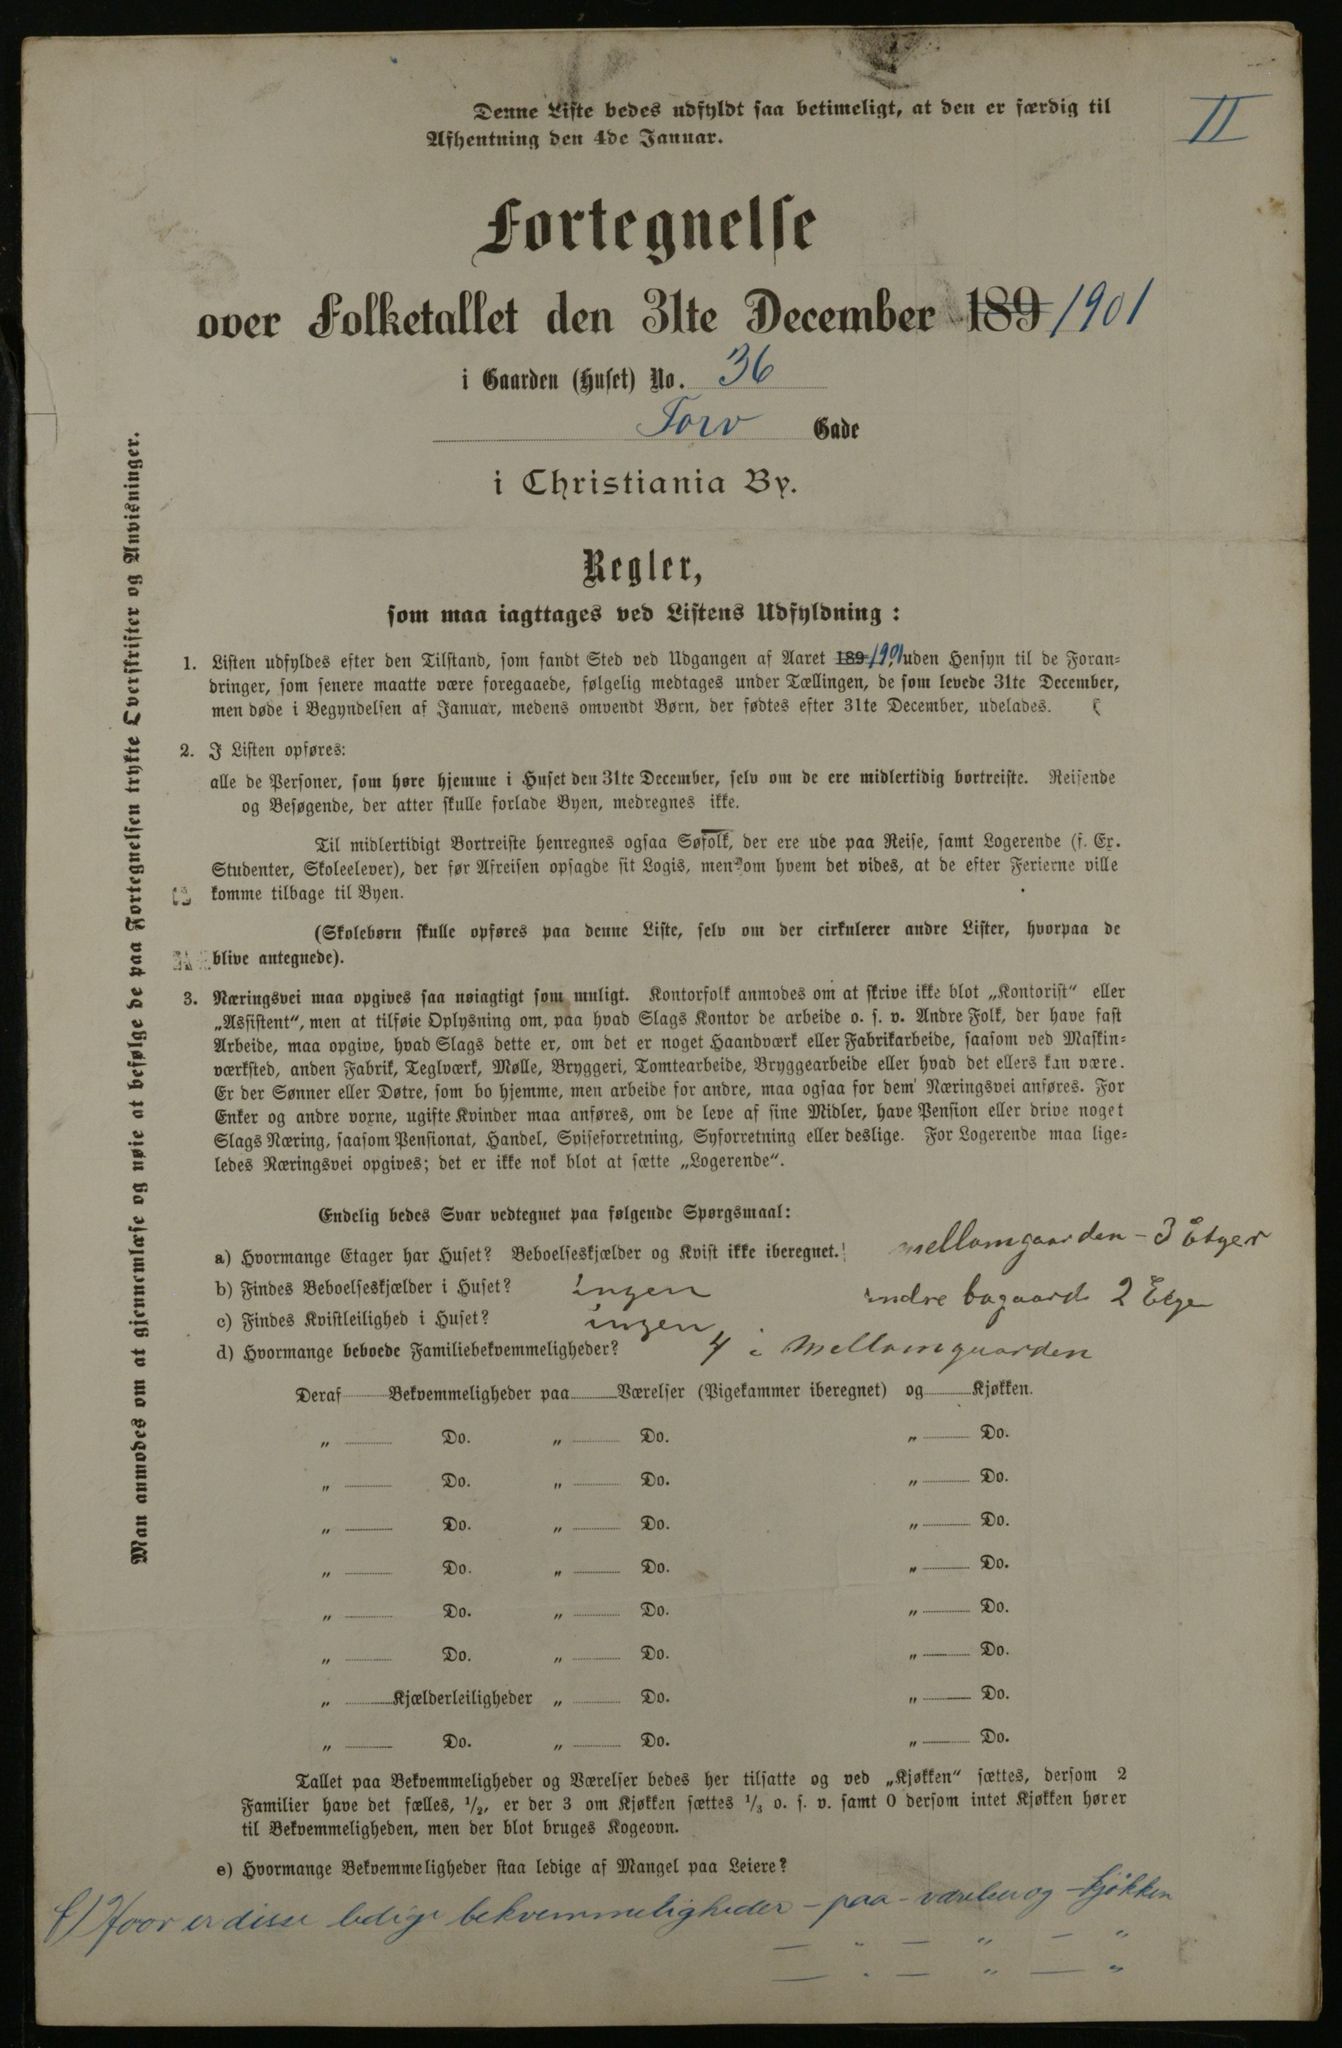 Denne Liste bedes udfyldt saa betimeligt, at den er færdig til
Afhentning den 4de Januar.
II
Fortegnelse
over Folketallet den 31te December 189 1901
i Gaarden (Huset) No. 36
Torv Gade
i Christiania By.
Regler,
som maa iagttages ved Listens Udfyldning:
1. Listen udfyldes efter den Tilstand, som fandt Sted ved Udgangen af Aaret 189 1901 uden Hensyn til de Foran-
dringer, som senere maatte være foregaaede, følgelig medtages under Tællingen, de som levede 31te December,
men døde i Begyndelsen af Januar, medens omvendt Børn, der fødtes efter 31te December, udelades.
2. I Listen opføres:
alle de Personer, som høre hjemme i Huset den 31te December, selv om de ere midlertidig bortreiste. Reisende
og Besøgende, der atter skulle forlade Byen, medregnes ikke.
Til midlertidigt Bortreiste henregnes ogsaa Søfolk, der ere ude paa Reise, samt Logerende (f. Ex.
Studenter, Skoleelever), der før Afreisen opsagde sit Logis, men om hvem det vides, at de efter Ferierne ville
komme tilbage til Byen.
(Skolebørn skulle opføres paa denne Liste, selv om der cirkulerer andre Lister, hvorpaa de
blive antegnede).
3. Næringsvei maa opgives saa nøiagtigt som muligt. Kontorfolk anmodes om at skrive ikke blot „Kontorist“ eller
„Assistent“, men at tilføie Oplysning om, paa hvad Slags Kontor de arbeide o. s. v. Andre Folk, der have fast
Arbeide, maa opgive, hvad Slags dette er, om det er noget Haandværk eller Fabrikarbeide, saasom ved Maskin-
værksted, anden Fabrik, Teglværk, Mølle, Bryggeri, Tomtearbeide, Bryggearbeide eller hvad det ellers kan være.
Er der Sønner eller Døtre, som bo hjemme, men arbeide for andre, maa ogsaa for dem Næringsvei anføres. For
Enker og andre voxne, ugifte Kvinder maa anføres, om de leve af sine Midler, have Pension eller drive noget
Slags Næring, saasom Pensionat, Handel, Spiseforretning, Syforretning eller deslige. For Logerende maa lige-
ledes Næringsvei opgives; det er ikke nok blot at sætte „Logerende“.
Endelig bedes Svar vedtegnet paa følgende Spørgsmaal:
a) Hvormange Etager har Huset? Beboelseskjælder og Kvist ikke iberegnet. mellomgaarden - 3 Etger
b) Findes Beboelseskjælder i Huset? ingen indre bagaard 2 Etge
c) Findes Kvistleilighed i Huset? ingen
d) Hvormange beboede Familiebekvemmeligheder? 4 i mellomgaarden
Deraf Bekvemmeligheder paa Værelser (Pigekammer iberegnet) og Kjøkken.
„ Do. „ Do. „ Do.
„ Do. „ Do. „ Do.
„ Do. „ Do. „ Do.
„ Do. „ Do. „ Do.
„ Do. „ Do. „ Do.
„ Do. „ Do. „ Do.
„ Kjælderleiligheder „ Do. „ Do.
„ Do. „ Do. „ Do.
Tallet paa Bekvemmeligheder og Værelser bedes her tilsatte og ved „Kjøkken“ sættes, dersom 2
Familier have det fælles, 1/2, er der 3 om Kjøkken sættes 1/3 o. s. v. samt 0 dersom intet Kjøkken hører
til Bekvemmeligheden, men der blot bruges Kogeovn.
e) Hvormange Bekvemmeligheder staa ledige af Mangel paa Leiere?
f) Hvor er disse ledige bekvemmeligheder - paa - værelser og - kjøkken
— „ — „ — „
— „ — „ — „
Man anmodes om at gjennemlæse og nøie at befølge de paa Fortegnelsen trykte Overskrifter og Anvisninger.